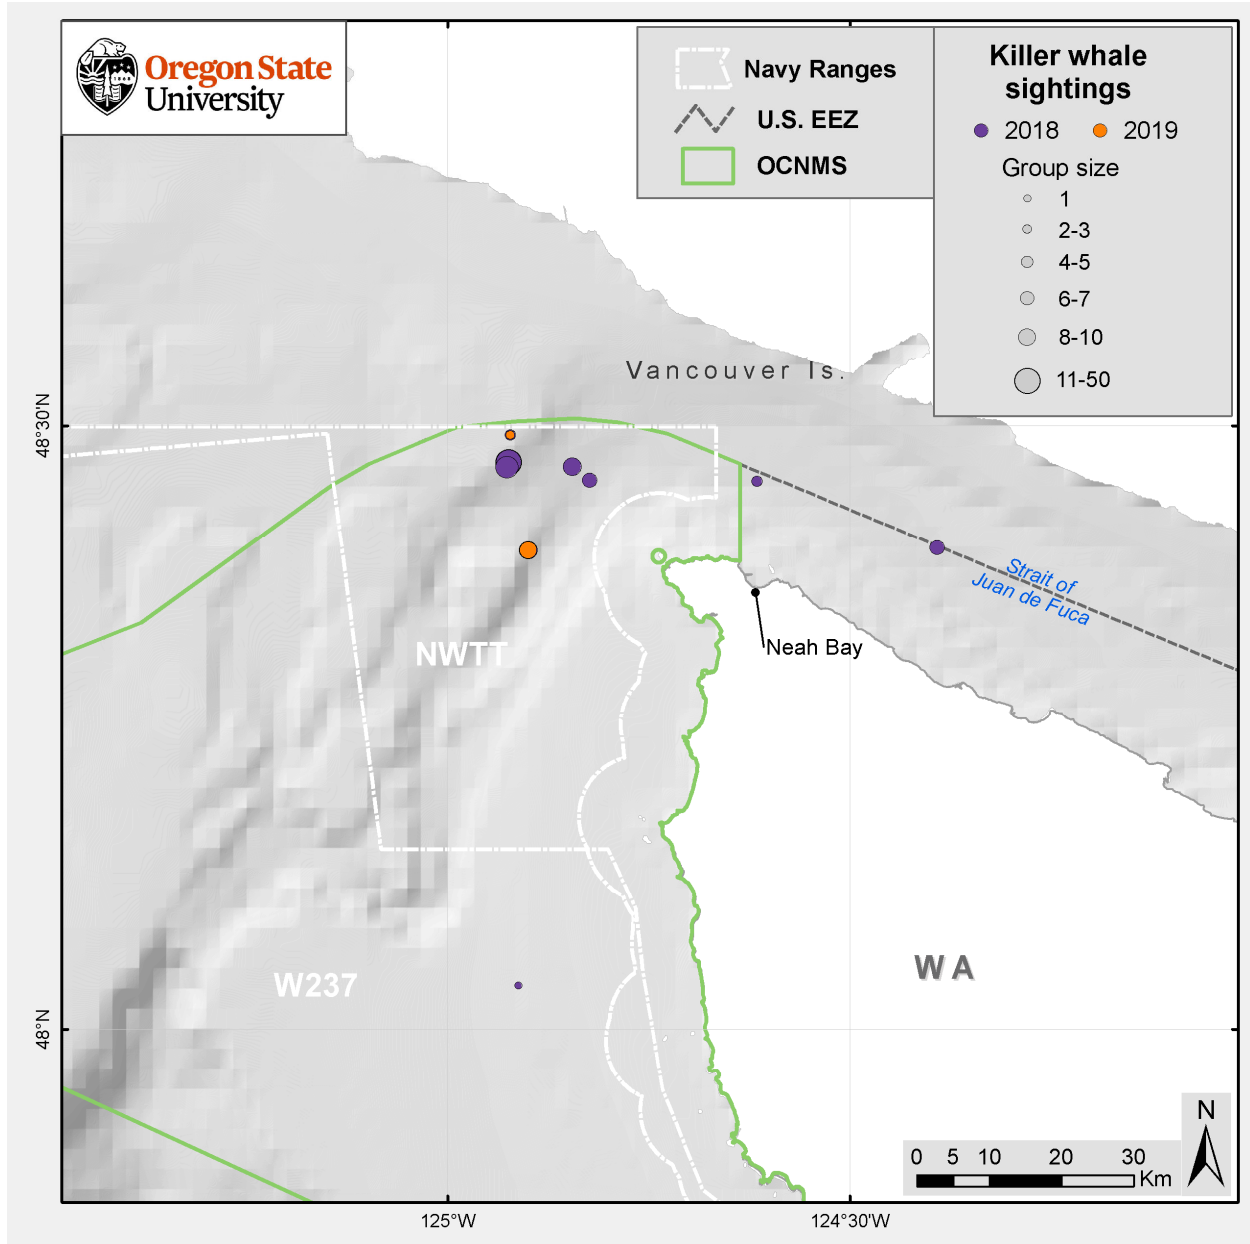 Oregon State
University
1868
Navy Ranges
U.S. EEZ
OCNMS
Killer whale
sightings
2018
2019
Group size
1
2-3
4-5
6-7
8-10
11-50
Vancouver Is.
48°30'N
Strait of
Juan de Fuca
Neah Bay
NWTT
W A
W237
48°N
N
0 5 10 20 30
Km
125°W
124°30'W